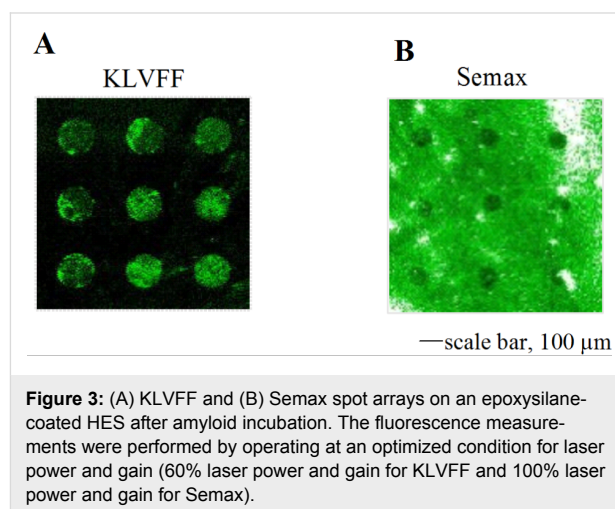 A
KLVFF
B
Semax
—scale bar, 100 µm
Figure 3: (A) KLVFF and (B) Semax spot arrays on an epoxysilane-
coated HES after amyloid incubation. The fluorescence measure-
ments were performed by operating at an optimized condition for laser
power and gain (60% laser power and gain for KLVFF and 100% laser
power and gain for Semax).